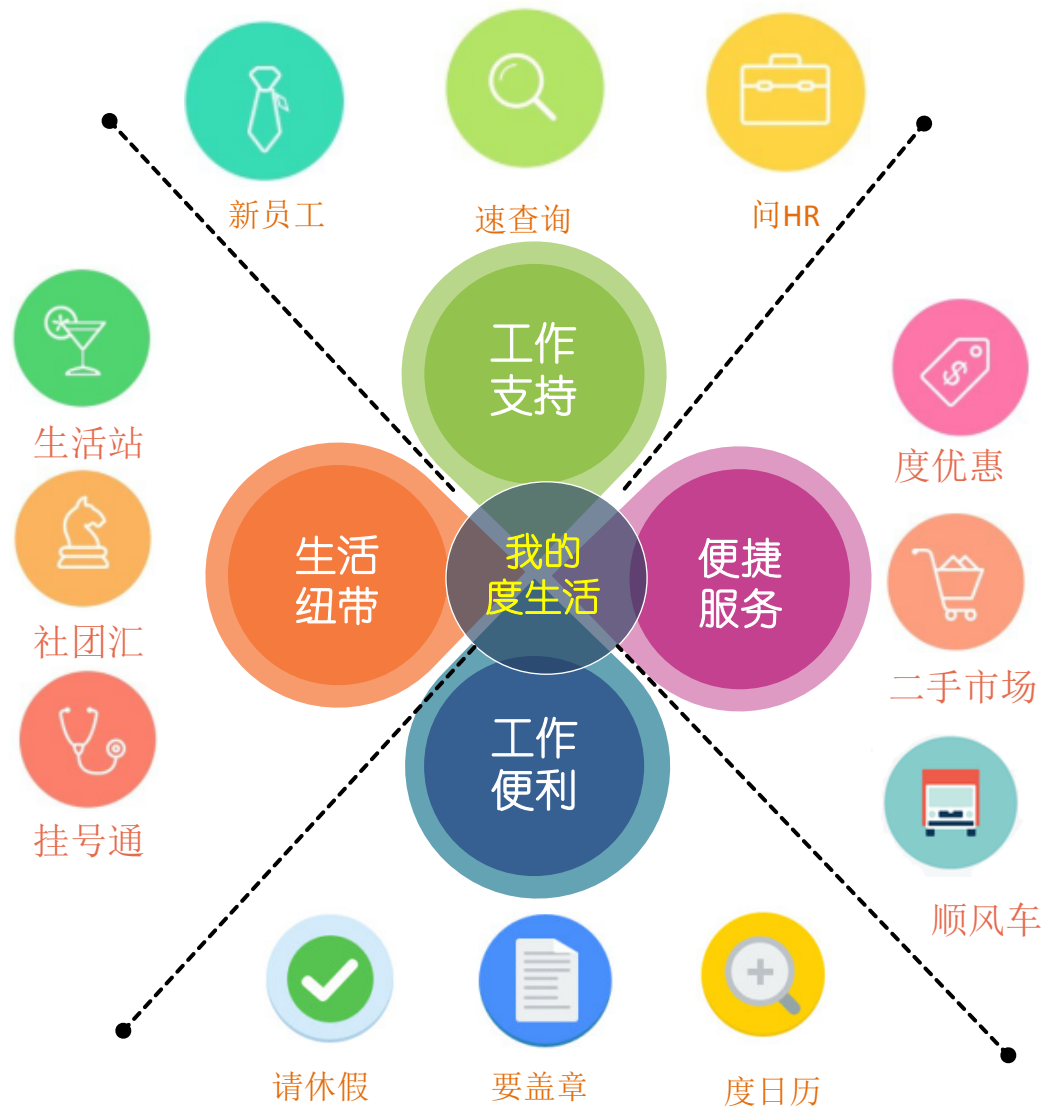 新员工
速查询
问HR
工作
支持
生活站
社团汇
挂号通
生活
纽带
我的
度生活
便捷
服务
度优惠
二手市场
顺风车
工作
便利
请休假
要盖章
度日历